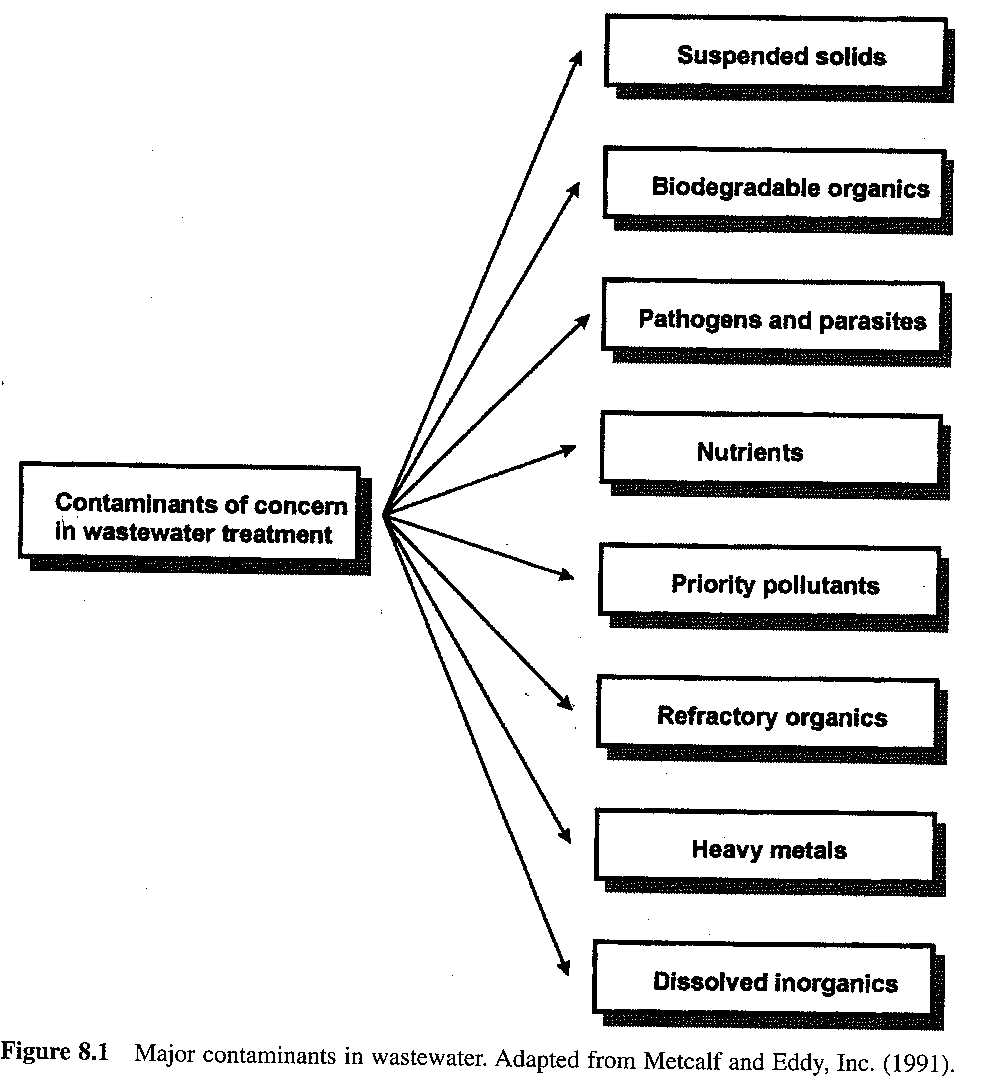 Suspended solids
Biodegradable organics
Pathogens and parasites
Nutrients
Contaminants of concern
in wastewater treatment
Priority pollutants
Refractory organics
Heavy metals
Dissolved inorganics
Figure 8.1 Major contaminants in wastewater. Adapted from Metcalf and Eddy, Inc. (1991).